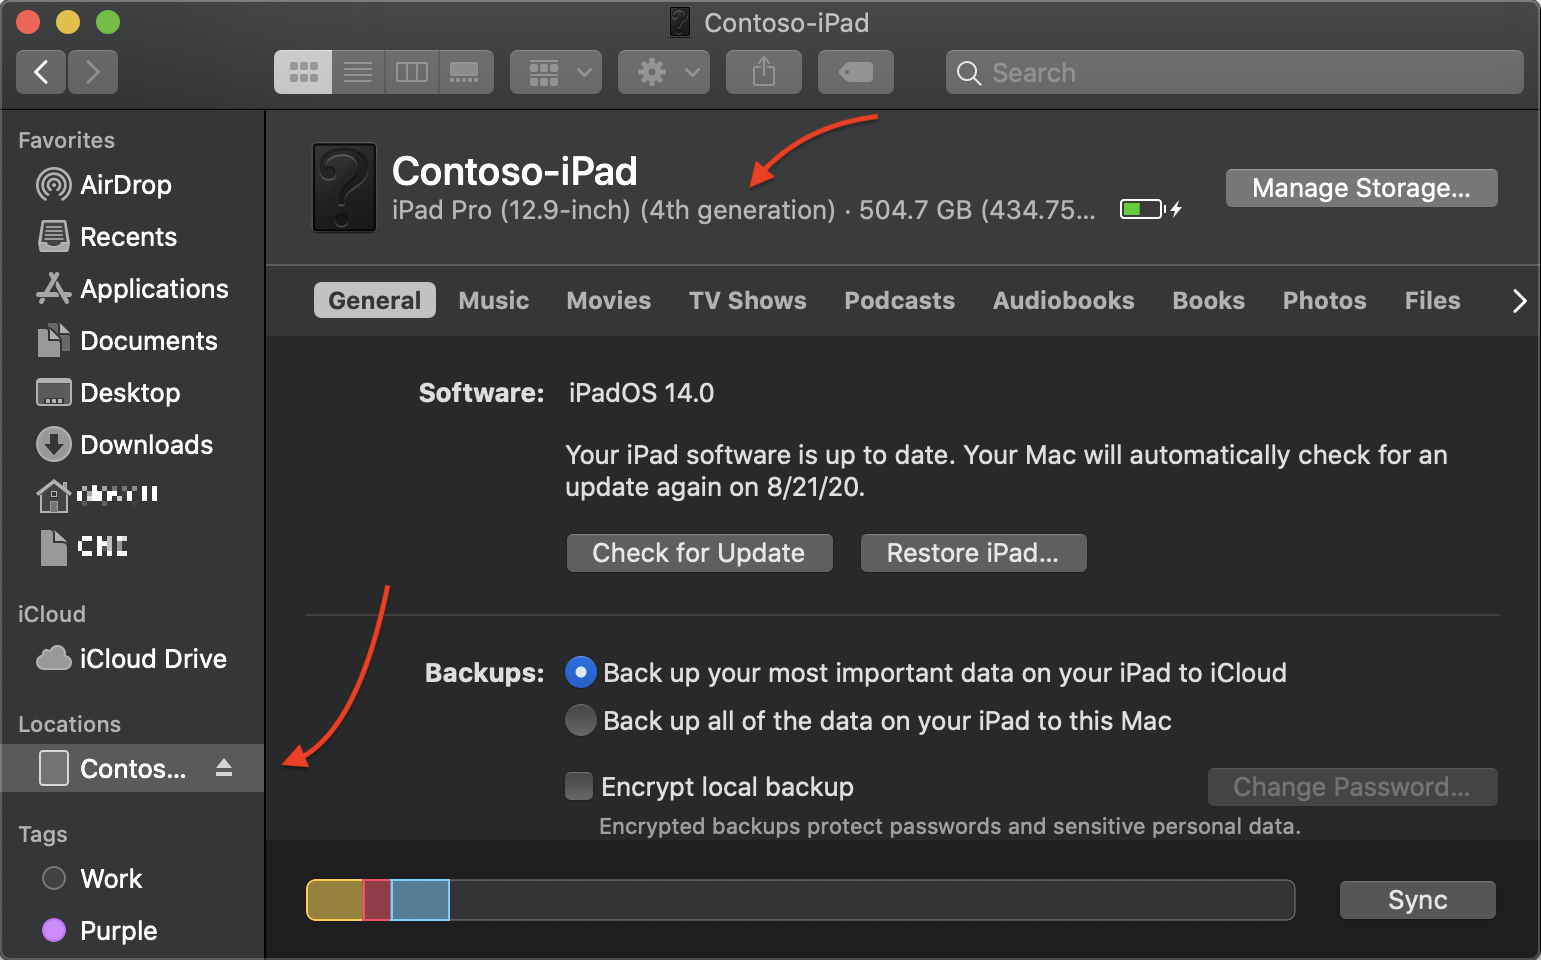 Contoso-iPad
Search
Favorites
AirDrop
Recents
Applications
Documents
Desktop
Downloads
iCloud
iCloud Drive
Locations
Contos...
Tags
Work
Purple
Contoso-iPad
iPad Pro (12.9-inch) (4th generation) · 504.7 GB (434.75...
Manage Storage...
General Music Movies TV Shows Podcasts Audiobooks Books Photos Files
Software: iPadOS 14.0
Your iPad software is up to date. Your Mac will automatically check for an
update again on 8/21/20.
Check for Update Restore iPad...
Backups: Back up your most important data on your iPad to iCloud
Back up all of the data on your iPad to this Mac
Encrypt local backup Change Password...
Encrypted backups protect passwords and sensitive personal data.
Sync